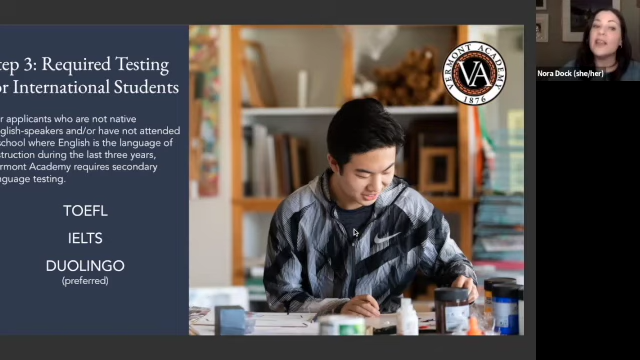 tep 3: Required Testing
or International Students
r applicants who are not native
glish-speakers and/or have not attended
school where English is the language of
struction during the last three years,
rmont Academy requires secondary
nguage testing.
TOEFL
IELTS
DUOLINGO
(preferred)
VERMONT ACADEMY
VA
1876
Nora Dock (she/her)